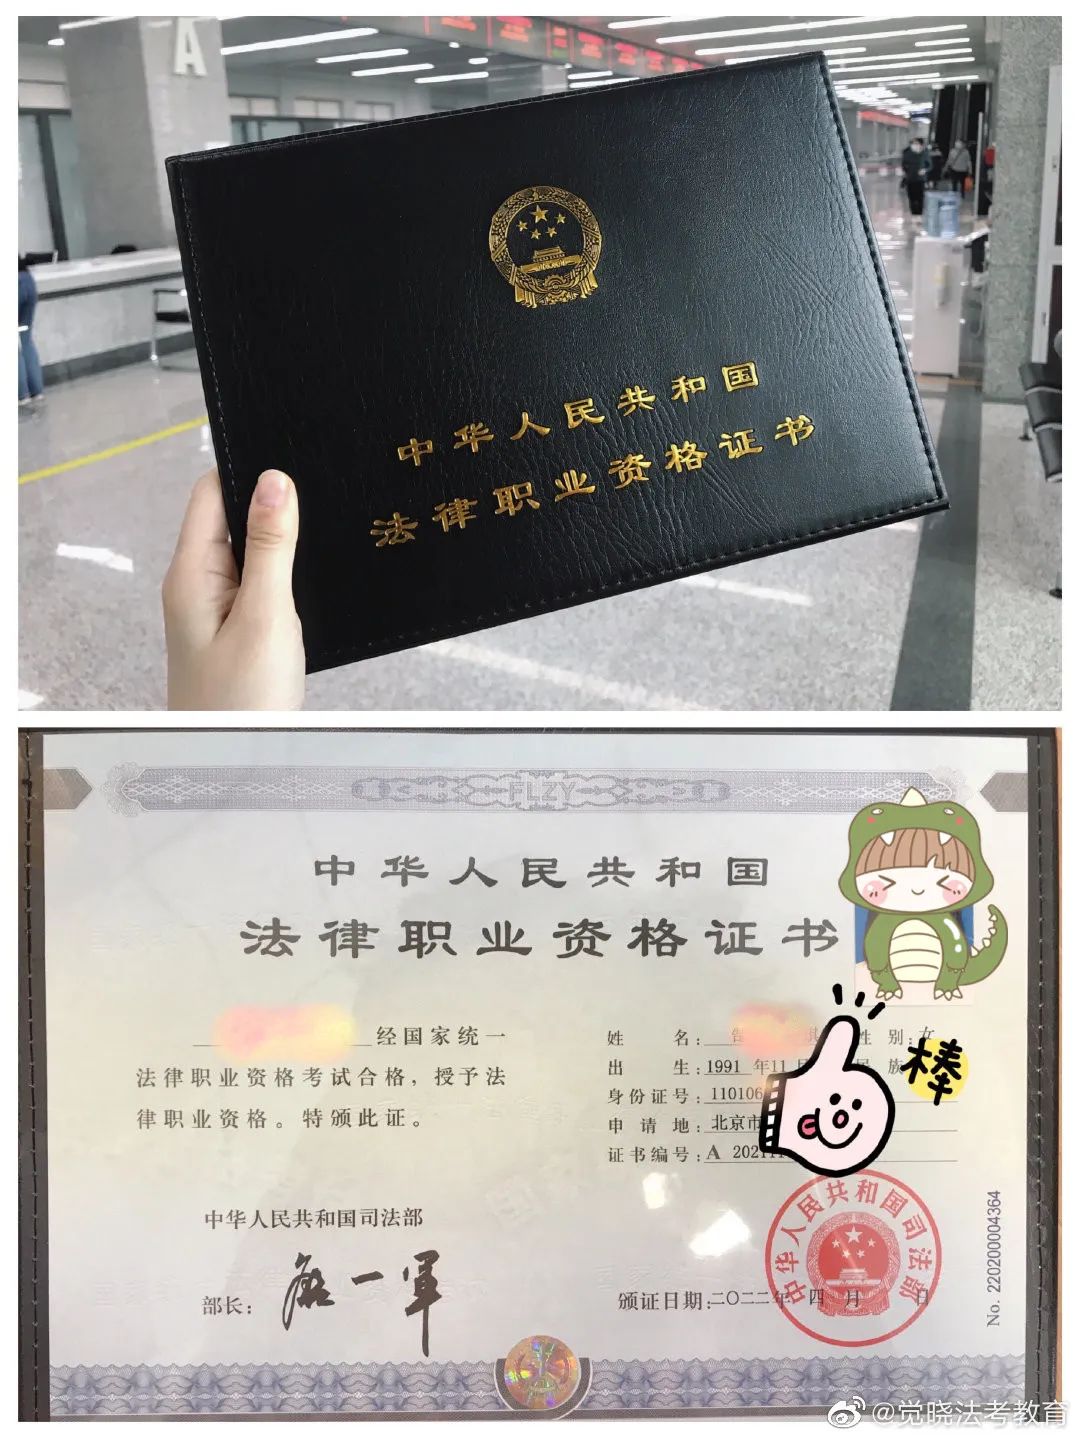 A
中华人民共和国
法律职业资格证书
FLZY
中华人民共和国
法律职业资格证书
经国家统一
法律职业资格考试合格，授予法
律职业资格。特颁此证。
姓 名：
性 别：女
出 生：1991 年11
民 族
身份证号：110106
申 请 地：北京市
证书编号：A 20211
棒
中华人民共和国司法部
部长：
颁证日期：二〇二二年 四 月 日
中华人民共和国司法部
No. 220200004364
@觉晓法考教育